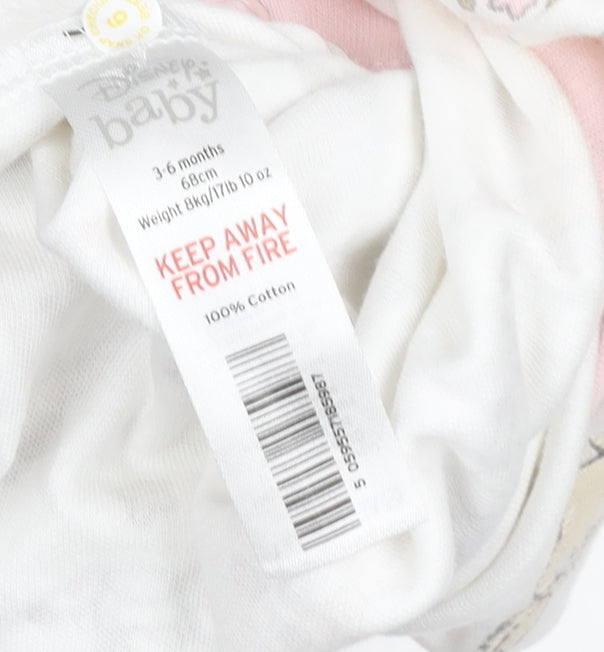 Disney
baby
3-6 months
68cm
Weight 8kg/17lb 10 oz
KEEP AWAY
FROM FIRE
100% Cotton